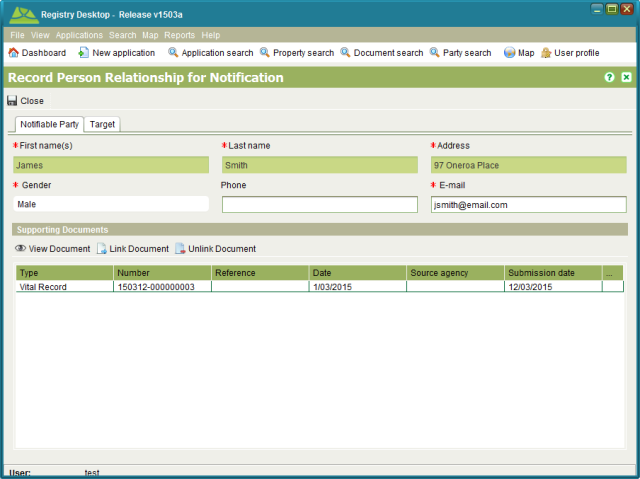 Registry Desktop - Release v1503a
File View Applications Search Map Reports Help
Dashboard New application Application search Property search Document search Party search Map User profile
Record Person Relationship for Notification
Close
Notifiable Party Target
*First name(s) *Last name *Address
James Smith 97 Oneroa Place
* Gender Phone * E-mail
Male jsmith@email.com
Supporting Documents
View Document Link Document Unlink Document
Type Number Reference Date Source agency Submission date ...
Vital Record 150312-000000003 1/03/2015 12/03/2015
User: test